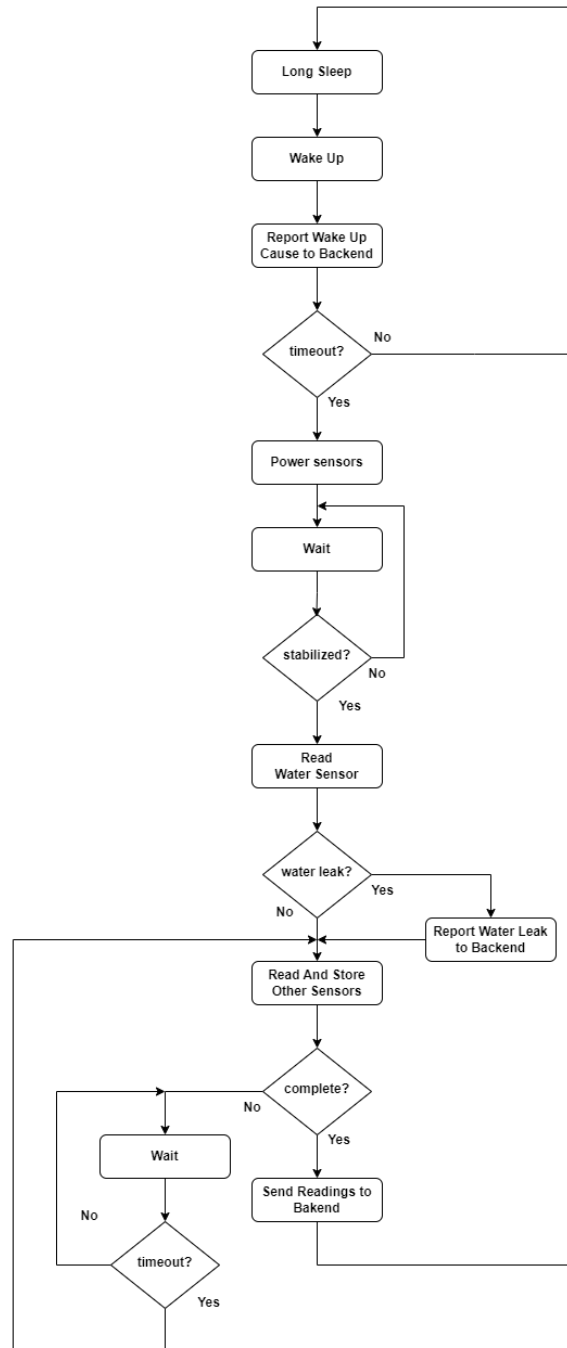 Long Sleep
Wake Up
Report Wake Up
Cause to Backend
timeout?
No
Yes
Power sensors
Wait
stabilized?
No
Yes
Read
Water Sensor
water leak?
Yes
No
Report Water Leak
to Backend
Read And Store
Other Sensors
complete?
No
Yes
Wait
Send Readings to
Bakend
No
timeout?
Yes